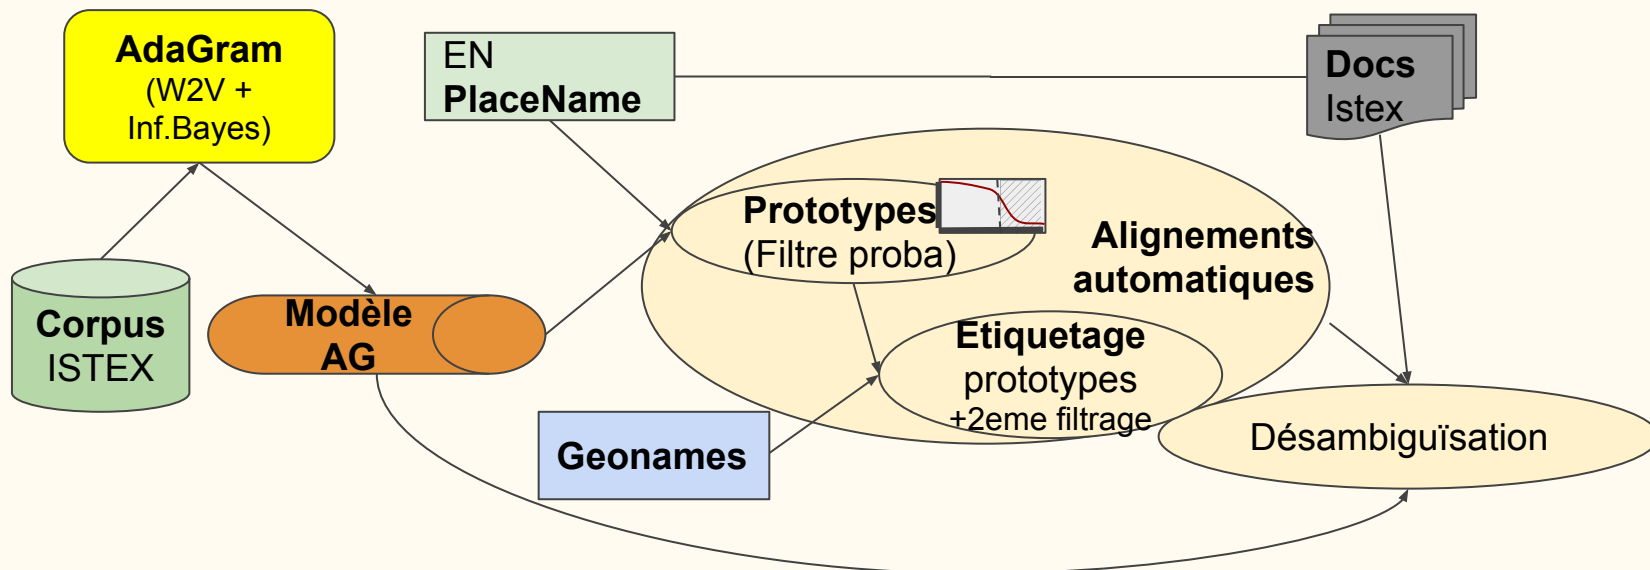 AdaGram
(W2V +
Inf.Bayes)
EN
PlaceName
Docs
Istex
Prototypes
(Filtre proba)
Alignements
automatiques
Corpus
ISTEX
Modèle
AG
Etiquetage
prototypes
+2eme filtrage
Geonames
Désambiguïsation